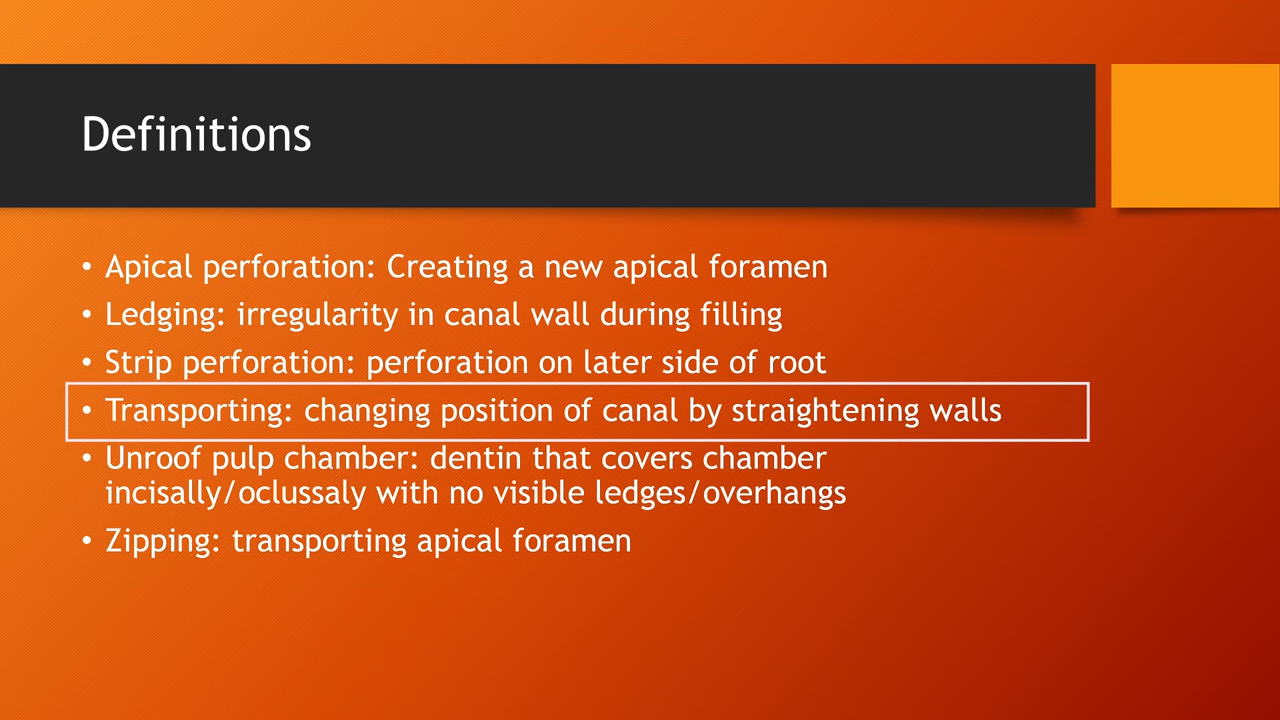 Definitions
• Apical perforation: Creating a new apical foramen
• Ledging: irregularity in canal wall during filling
• Strip perforation: perforation on later side of root
• Transporting: changing position of canal by straightening walls
• Unroof pulp chamber: dentin that covers chamber
incisally/oclussaly with no visible ledges/overhangs
• Zipping: transporting apical foramen